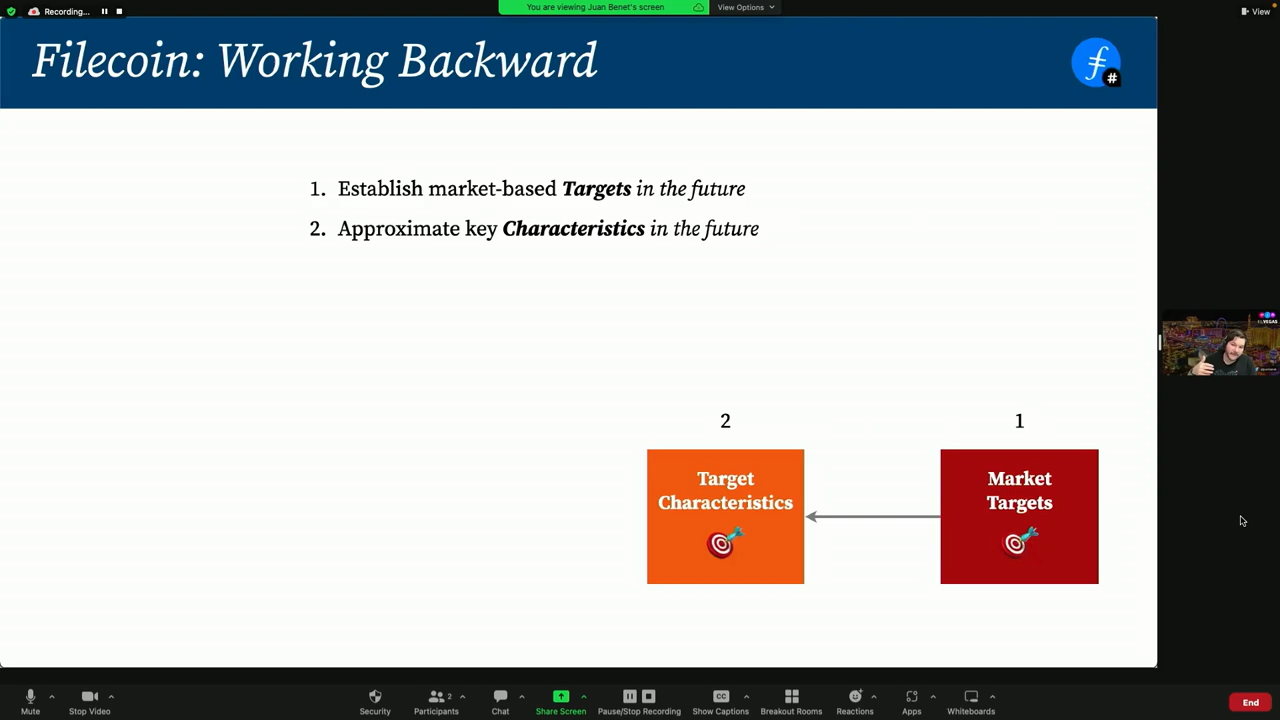 Recording...
You are viewing Juan Benet's screen
View Options
View
Filecoin: Working Backward
#
1. Establish market-based Targets in the future
2. Approximate key Characteristics in the future
2
1
Target
Characteristics
Market
Targets
Mute
Stop Video
Security
Participants
2
Chat
Share Screen
Pause/Stop Recording
Show Captions
CC
Breakout Rooms
Reactions
Apps
Whiteboards
End